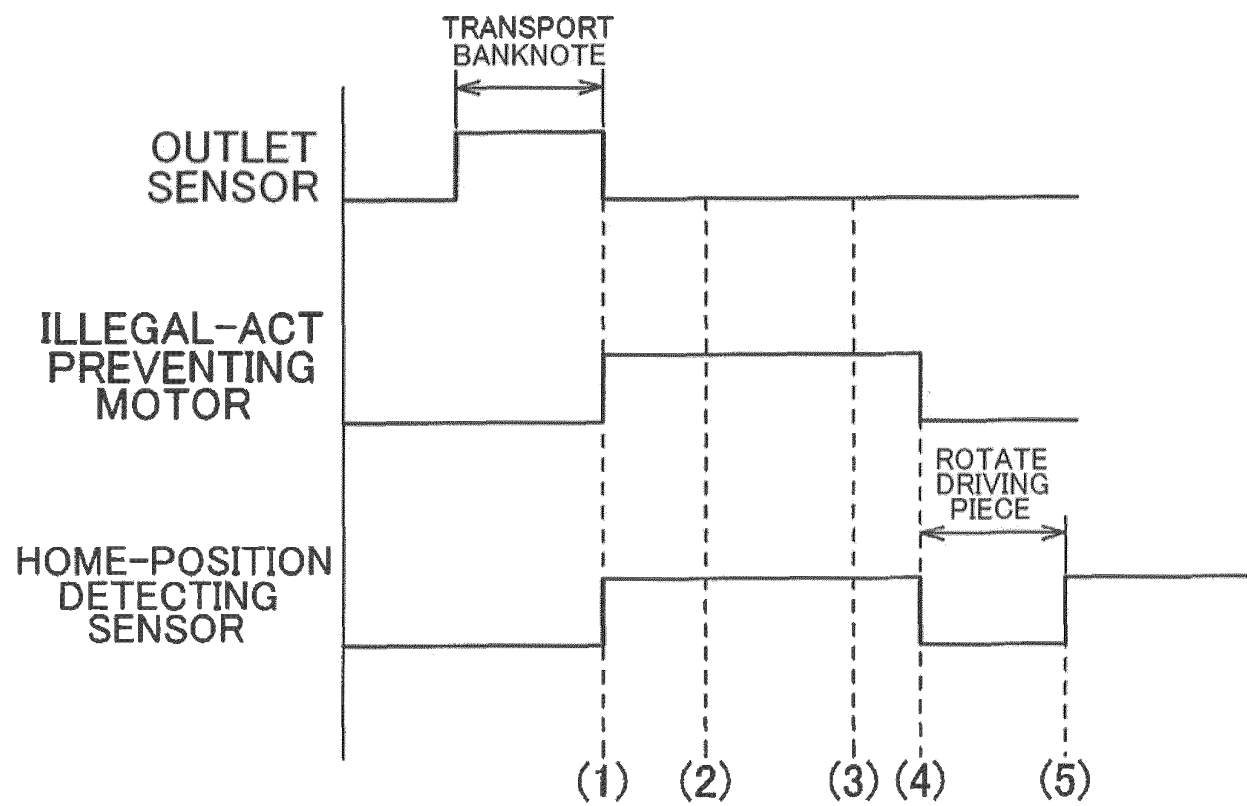 TRANSPORT
BANKNOTE
OUTLET
SENSOR
ILLEGAL-ACT
PREVENTING
MOTOR
ROTATE
DRIVING
PIECE
HOME-POSITION
DETECTING
SENSOR
(1) (2) (3) (4) (5)